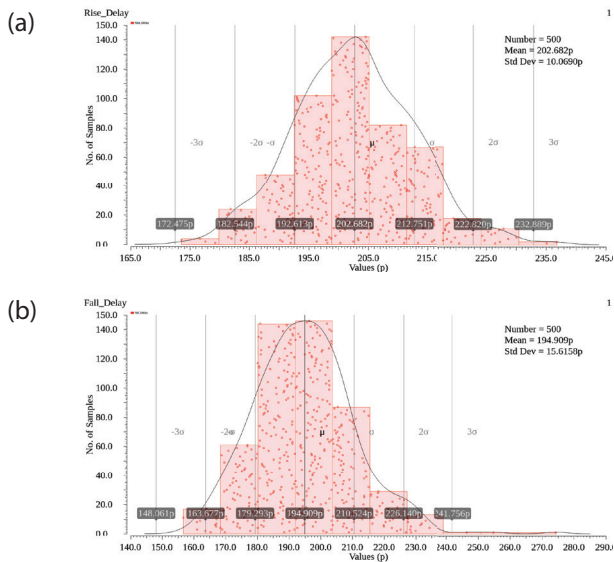 (a)
Rise_Delay
1
Number = 500
Mean = 202.682p
Std Dev = 10.0690p
150.0
140.0
120.0
100.0
80.0
60.0
40.0
20.0
0.0
No. of Samples
-3σ -2σ -σ μ σ 2σ 3σ
172.475p 182.544p 192.613p 202.682p 212.751p 222.820p 232.889p
165.0 175.0 185.0 195.0 205.0 215.0 225.0 235.0 245.0
Values (p)
(b)
Fall_Delay
1
Number = 500
Mean = 194.909p
Std Dev = 15.6158p
150.0
140.0
120.0
100.0
80.0
60.0
40.0
20.0
0.0
No. of Samples
-3σ -2σ μ σ 2σ 3σ
148.061p 163.677p 179.293p 194.909p 210.524p 226.140p 241.756p
140.0 150.0 160.0 170.0 180.0 190.0 200.0 210.0 220.0 230.0 240.0 250.0 260.0 270.0 280.0 290.0
Values (p)